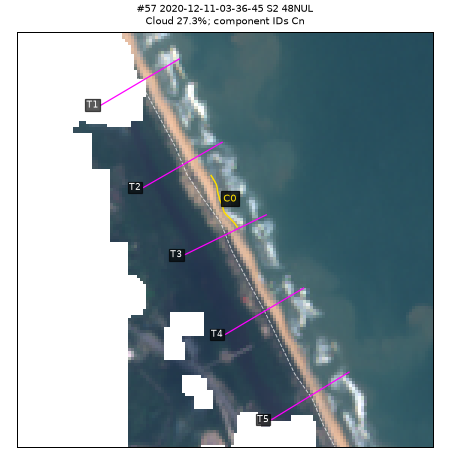 #57 2020-12-11-03-36-45 S2 48NUL
Cloud 27.3%; component IDs Cn
T1
T2
C0
T3
T4
T5